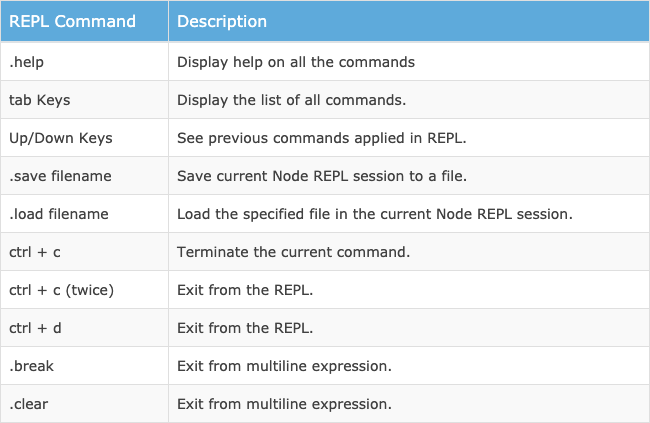 REPL Command Description
.help Display help on all the commands
tab Keys Display the list of all commands.
Up/Down Keys See previous commands applied in REPL.
.save filename Save current Node REPL session to a file.
.load filename Load the specified file in the current Node REPL session.
ctrl + c Terminate the current command.
ctrl + c (twice) Exit from the REPL.
ctrl + d Exit from the REPL.
.break Exit from multiline expression.
.clear Exit from multiline expression.